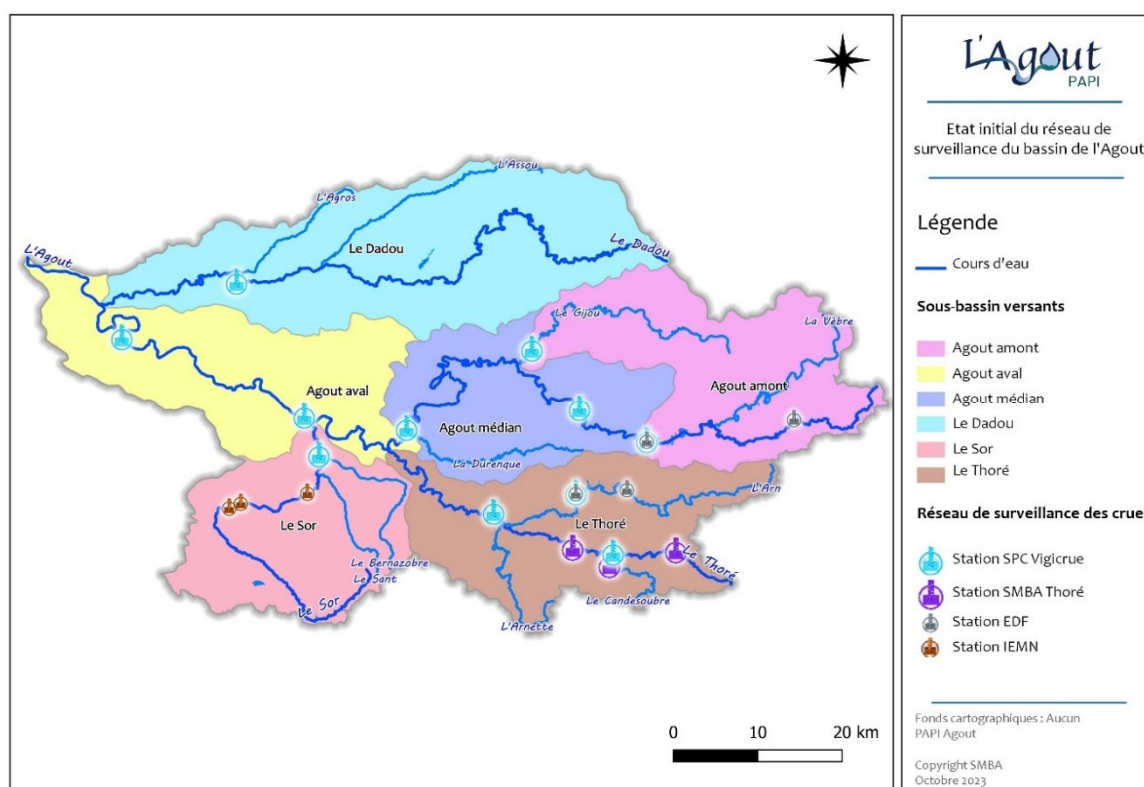 L'Assou
L'Agros
Le Dadou
Le Dadou
L'Agout
Le Gijou
La Vèbre
Agout amont
Agout aval
Agout médian
La Durenque
L'Arn
Le Sor
Le Thoré
Le Thoré
Le Bernazobre
Le Sant
Le Sor
Le Candesoubre
L'Arnette
0 10 20 km
L'Agout
PAPI
Etat initial du réseau de
surveillance du bassin de l'Agout
Légende
Cours d'eau
Sous-bassin versants
Agout amont
Agout aval
Agout médian
Le Dadou
Le Sor
Le Thoré
Réseau de surveillance des crue
Station SPC Vigicrue
Station SMBA Thoré
Station EDF
Station IEMN
Fonds cartographiques : Aucun
PAPI Agout
Copyright SMBA
Octobre 2023